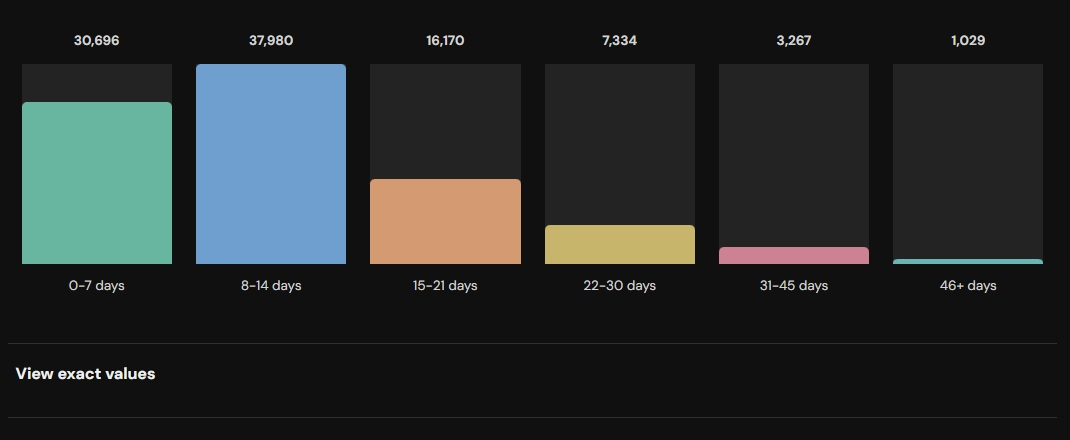 30,696 37,980 16,170 7,334 3,267 1,029
0-7 days 8-14 days 15-21 days 22-30 days 31-45 days 46+ days
View exact values